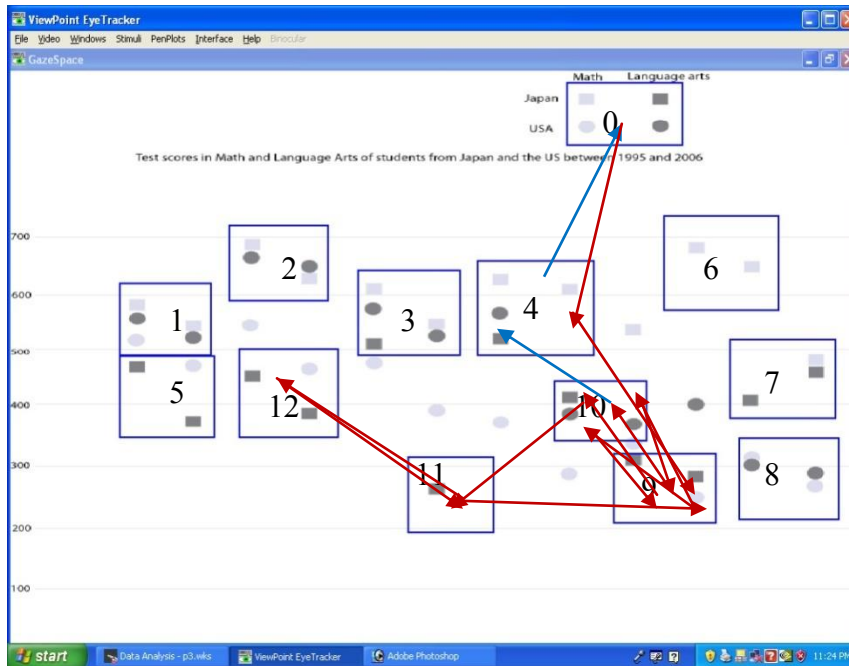 ViewPoint EyeTracker
File Video Windows Stimuli PenPlots Interface Help Binocular
GazeSpace
Math Language arts
Japan
0
USA
Test scores in Math and Language Arts of students from Japan and the US between 1995 and 2006
700
2
6
600
1
3
4
500
5
12
10
7
400
300
11
9
8
200
100
start
Data Analysis - p3.wks
ViewPoint EyeTracker
Adobe Photoshop
11:24 PM